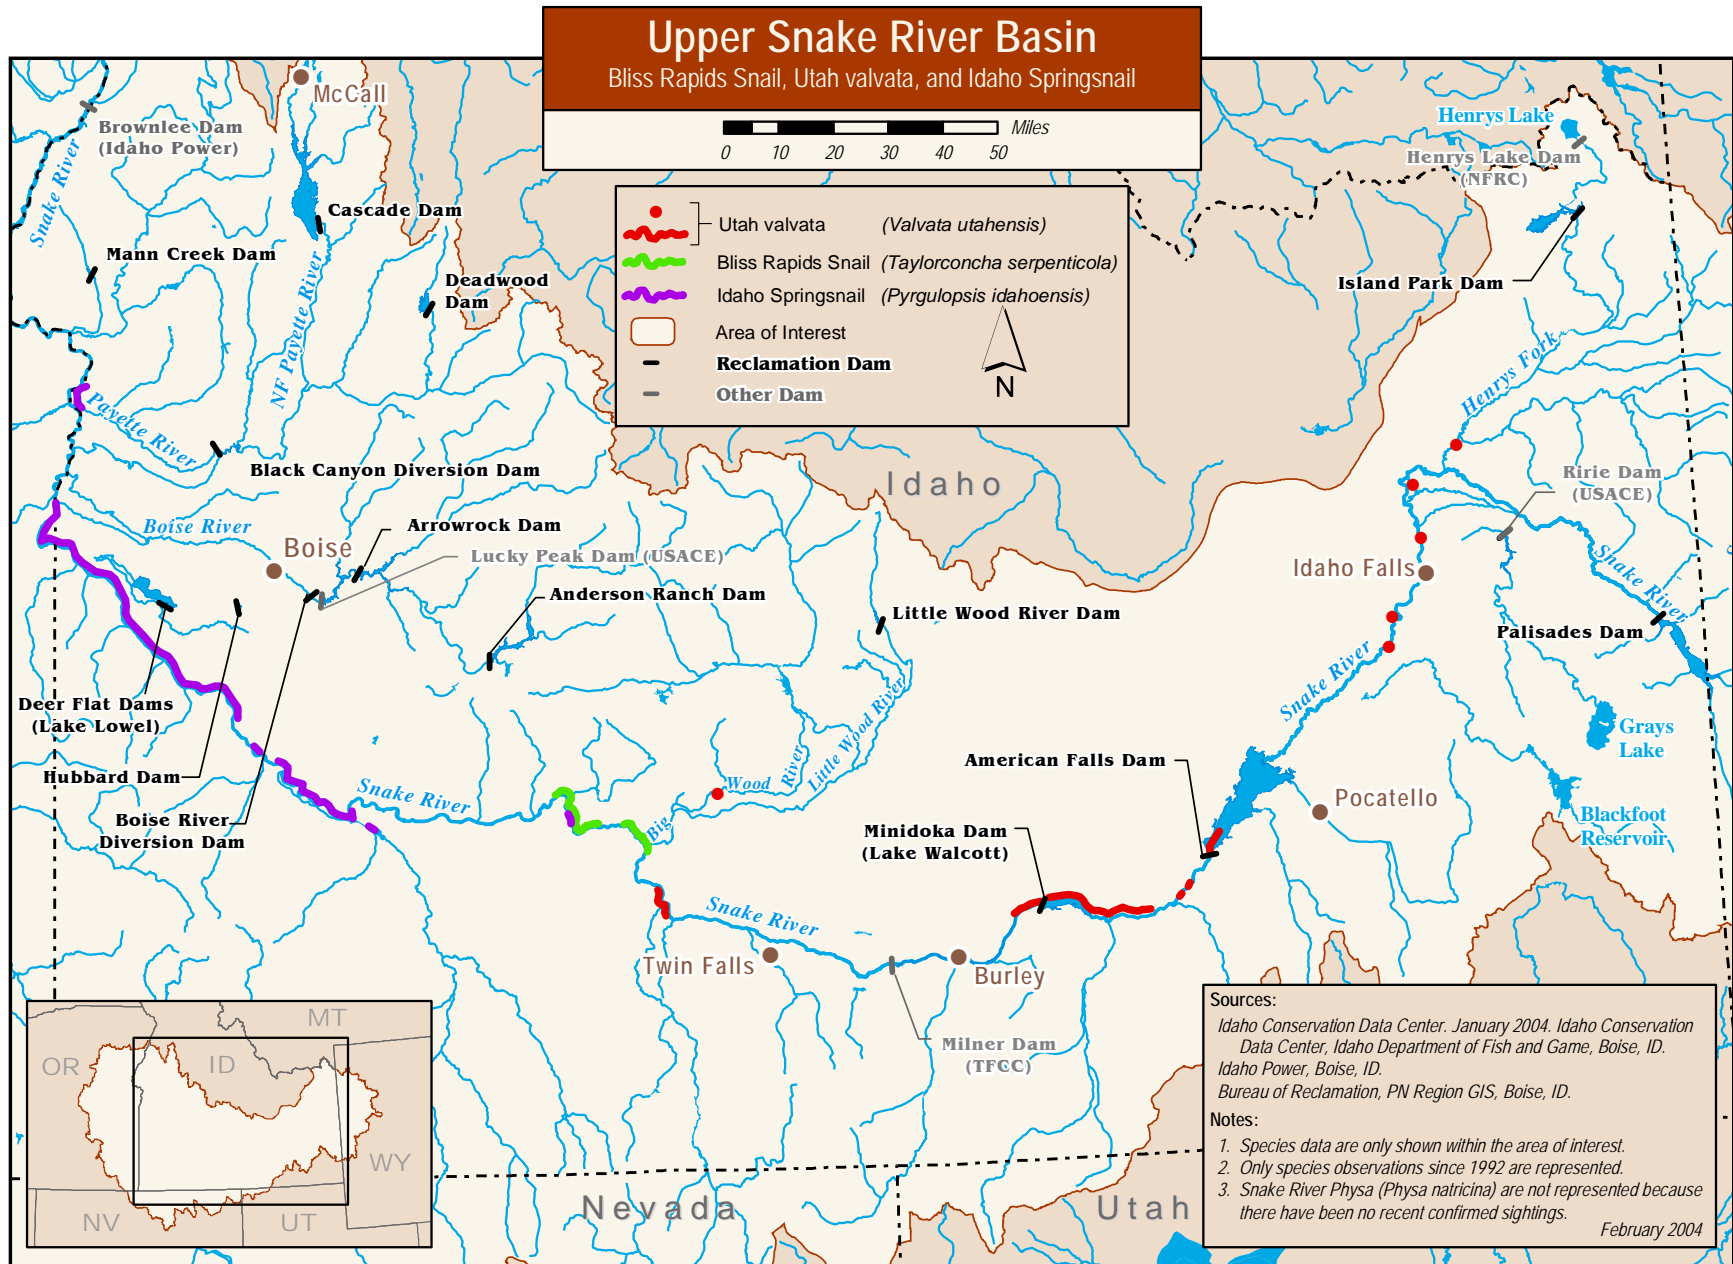 Upper Snake River Basin
Bliss Rapids Snail, Utah valvata, and Idaho Springsnail
Miles
0 10 20 30 40 50
Utah valvata (Valvata utahensis)
Bliss Rapids Snail (Taylorconcha serpenticola)
Idaho Springsnail (Pyrgulopsis idahoensis)
Area of Interest
Reclamation Dam
Other Dam
N
McCall
Brownlee Dam
(Idaho Power)
Snake River
Cascade Dam
Mann Creek Dam
Deadwood
Dam
NF Payette River
Payette River
Black Canyon Diversion Dam
Boise River
Boise
Arrowrock Dam
Lucky Peak Dam (USACE)
Anderson Ranch Dam
Little Wood River Dam
Deer Flat Dams
(Lake Lowel)
Hubbard Dam
Boise River
Diversion Dam
Snake River
Big
Wood
River
Little Wood River
Idaho
Henrys Lake
Henrys Lake Dam
(NFRC)
Island Park Dam
Henrys Fork
Ririe Dam
(USACE)
Idaho Falls
Snake River
Palisades Dam
Snake River
Grays
Lake
American Falls Dam
Pocatello
Blackfoot
Reservoir
Minidoka Dam
(Lake Walcott)
Snake River
Twin Falls
Burley
Milner Dam
(TFCC)
Nevada
Utah
MT
OR
ID
WY
NV
UT
Sources:
Idaho Conservation Data Center. January 2004. Idaho Conservation
Data Center, Idaho Department of Fish and Game, Boise, ID.
Idaho Power, Boise, ID.
Bureau of Reclamation, PN Region GIS, Boise, ID.
Notes:
1. Species data are only shown within the area of interest.
2. Only species observations since 1992 are represented.
3. Snake River Physa (Physa natricina) are not represented because
there have been no recent confirmed sightings.
February 2004